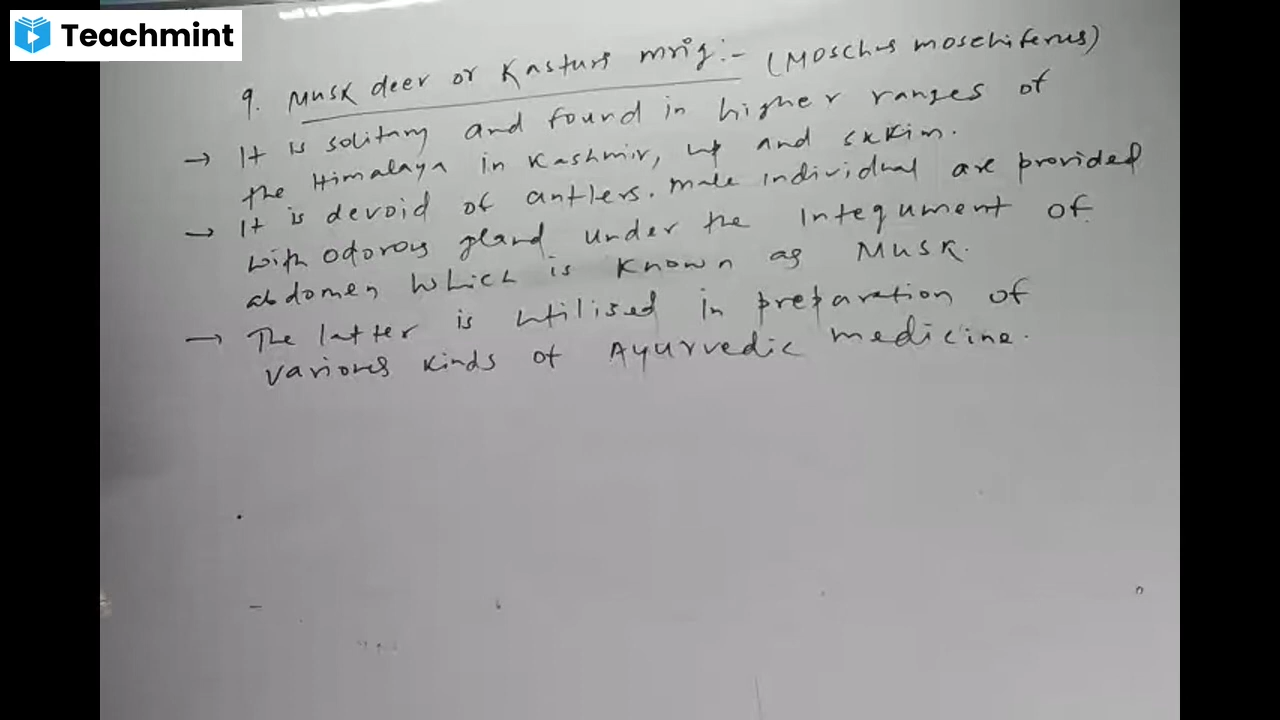 Teachmint
9. Musk deer or Kasturi mrig:- (Moschus moschiferus)
→ It is solitary and found in higher ranges of
the Himalaya in Kashmir, up and sikkim.
→ It is devoid of antlers. Male individual are provided
with odorous gland under the Integument of
abdomen which is known as Musk.
→ The latter is utilised in preparation of
various kinds of Ayurvedic medicine.